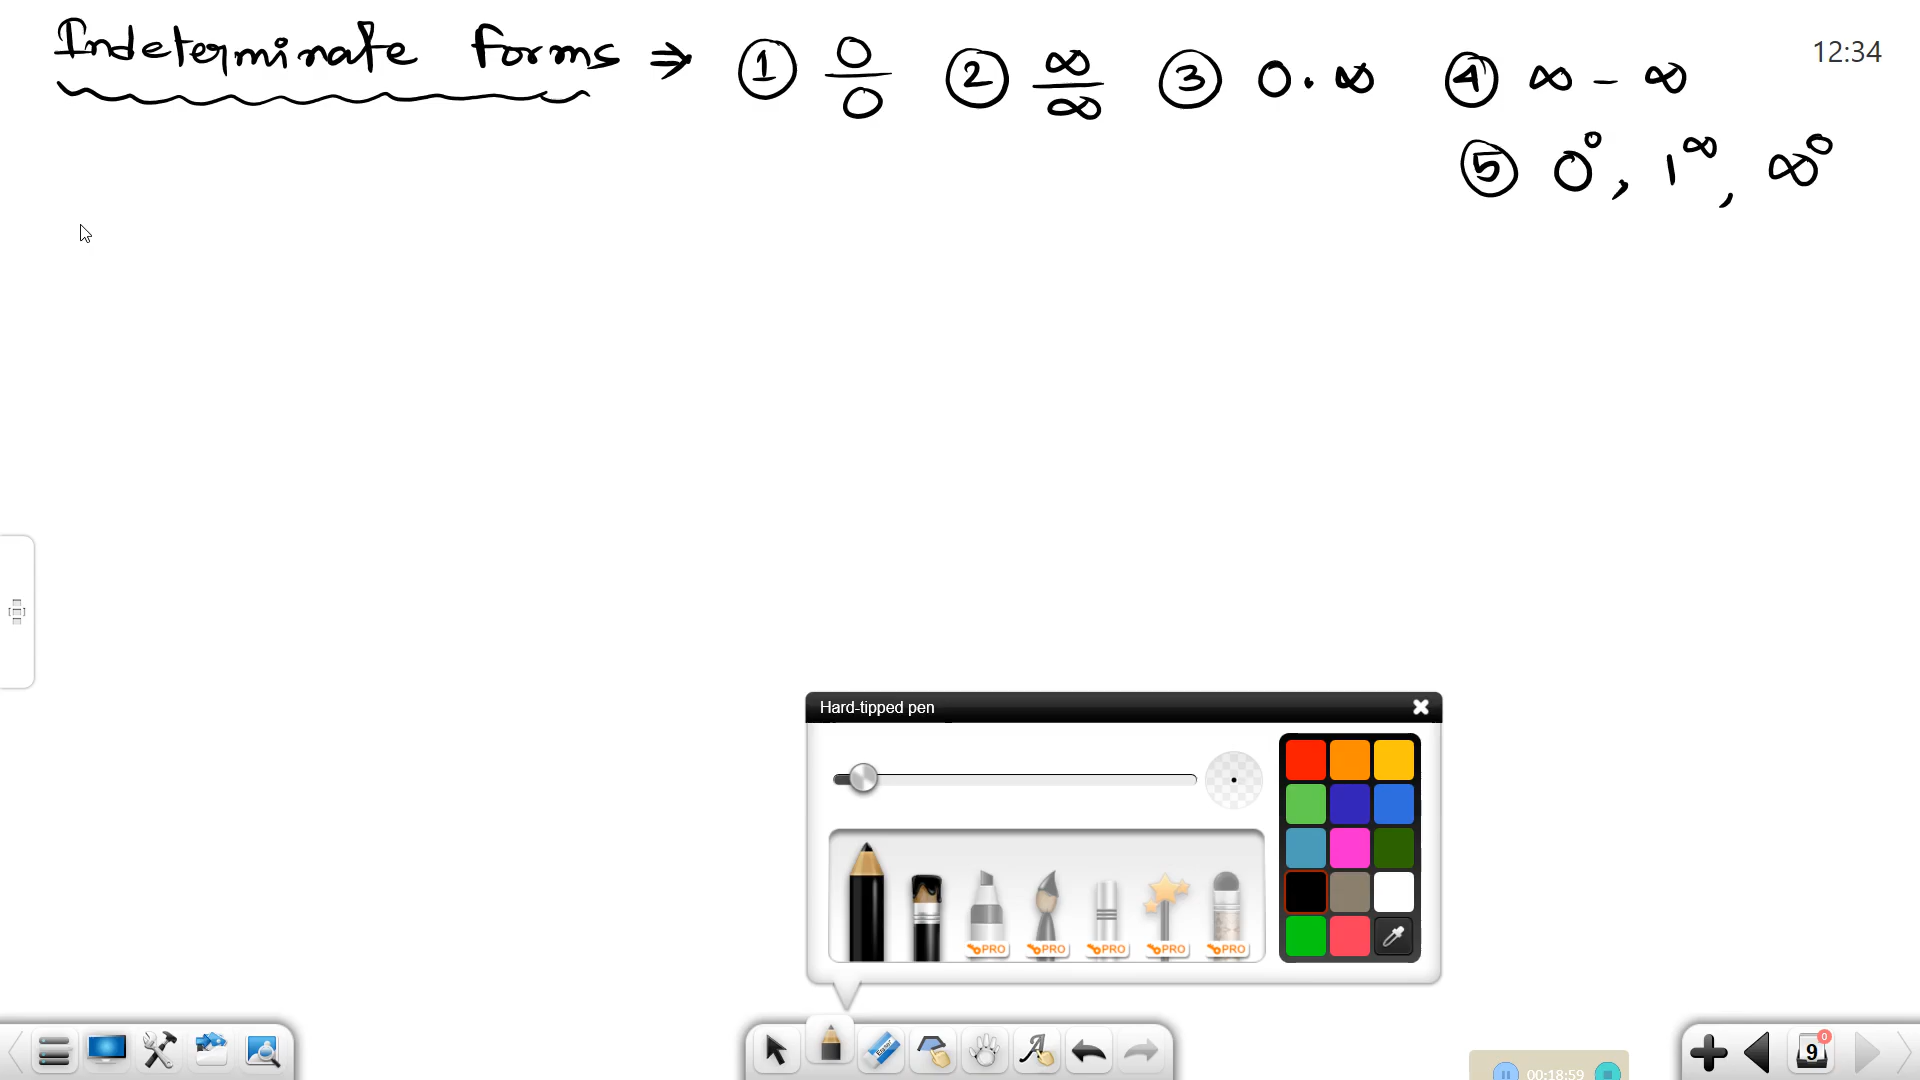 Indeterminate forms ⇒ ① 0/0 ② ∞/∞ ③ 0·∞ ④ ∞ - ∞
12:34
⑤ 0⁰, 1^∞, ∞⁰
Hard-tipped pen
PRO PRO PRO PRO PRO
Eraser
A
9
0
00:18:59